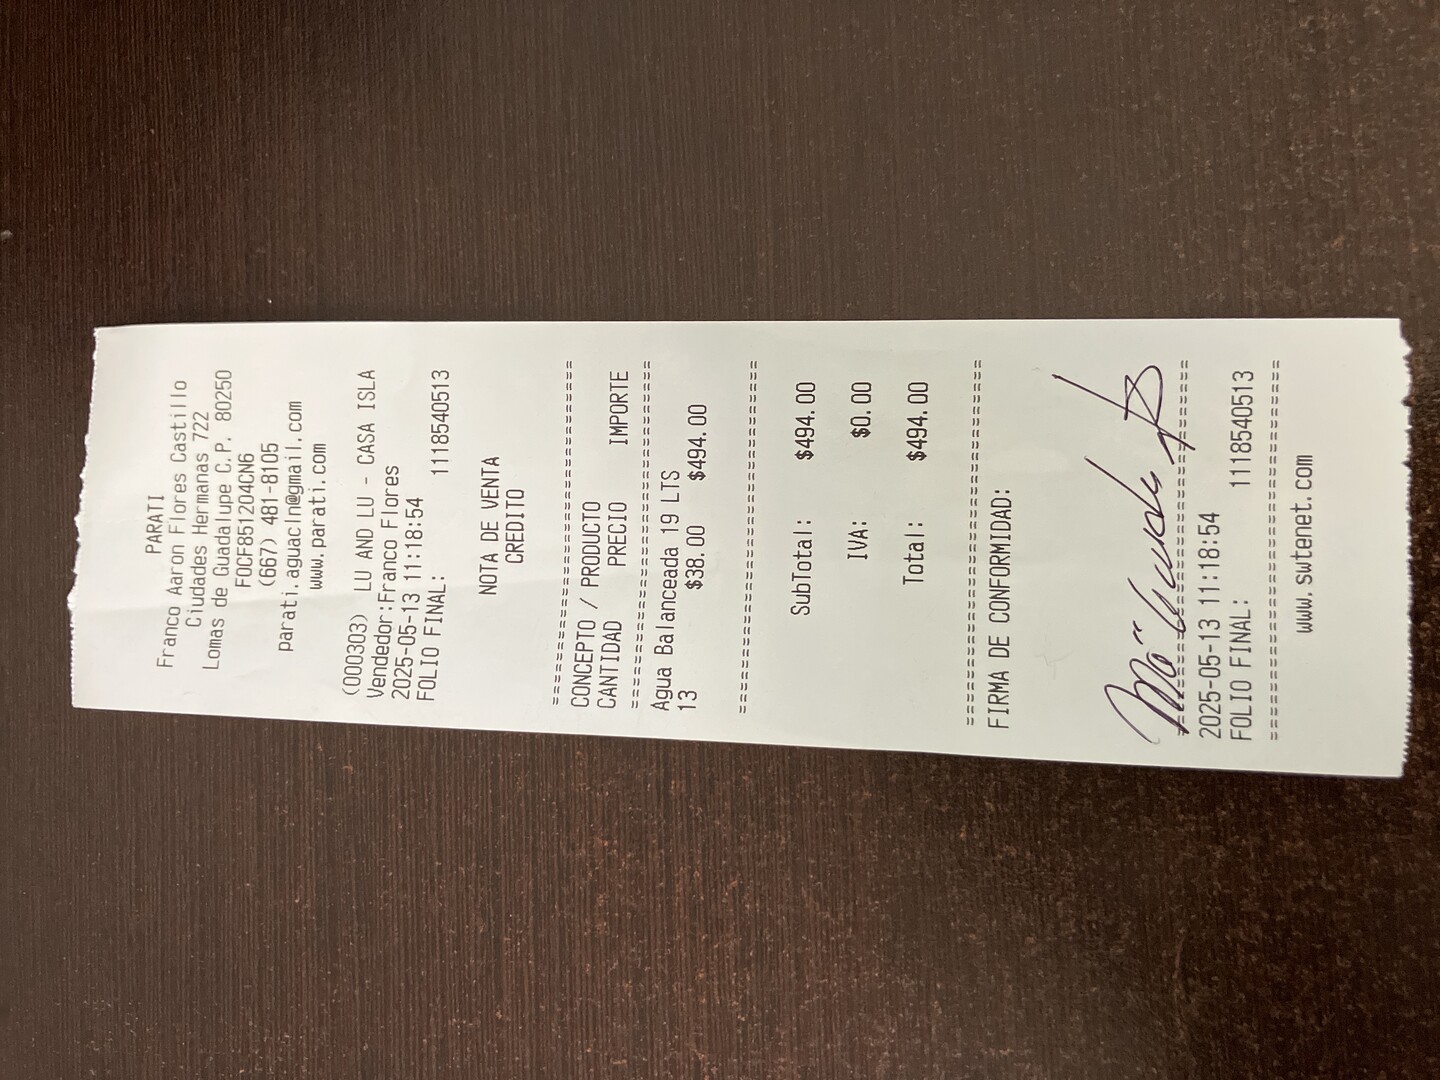 PARATI
Franco Aaron Flores Castillo
Ciudades Hermanas 722
Lomas de Guadalupe C.P. 80250
FOCF851204CN6
(667) 481-8105
parati.aguacln@gmail.com
www.parati.com
(000303) LU AND LU - CASA ISLA
Vendedor:Franco Flores
2025-05-13 11:18:54
FOLIO FINAL: 1118540513
NOTA DE VENTA
CREDITO
==============================
CONCEPTO / PRODUCTO
CANTIDAD PRECIO IMPORTE
==============================
Agua Balanceada 19 LTS
13 $38.00 $494.00
==============================
SubTotal: $494.00
IVA: $0.00
Total: $494.00
==============================
FIRMA DE CONFORMIDAD:
==============================
2025-05-13 11:18:54
FOLIO FINAL: 1118540513
==============================
www.swtenet.com